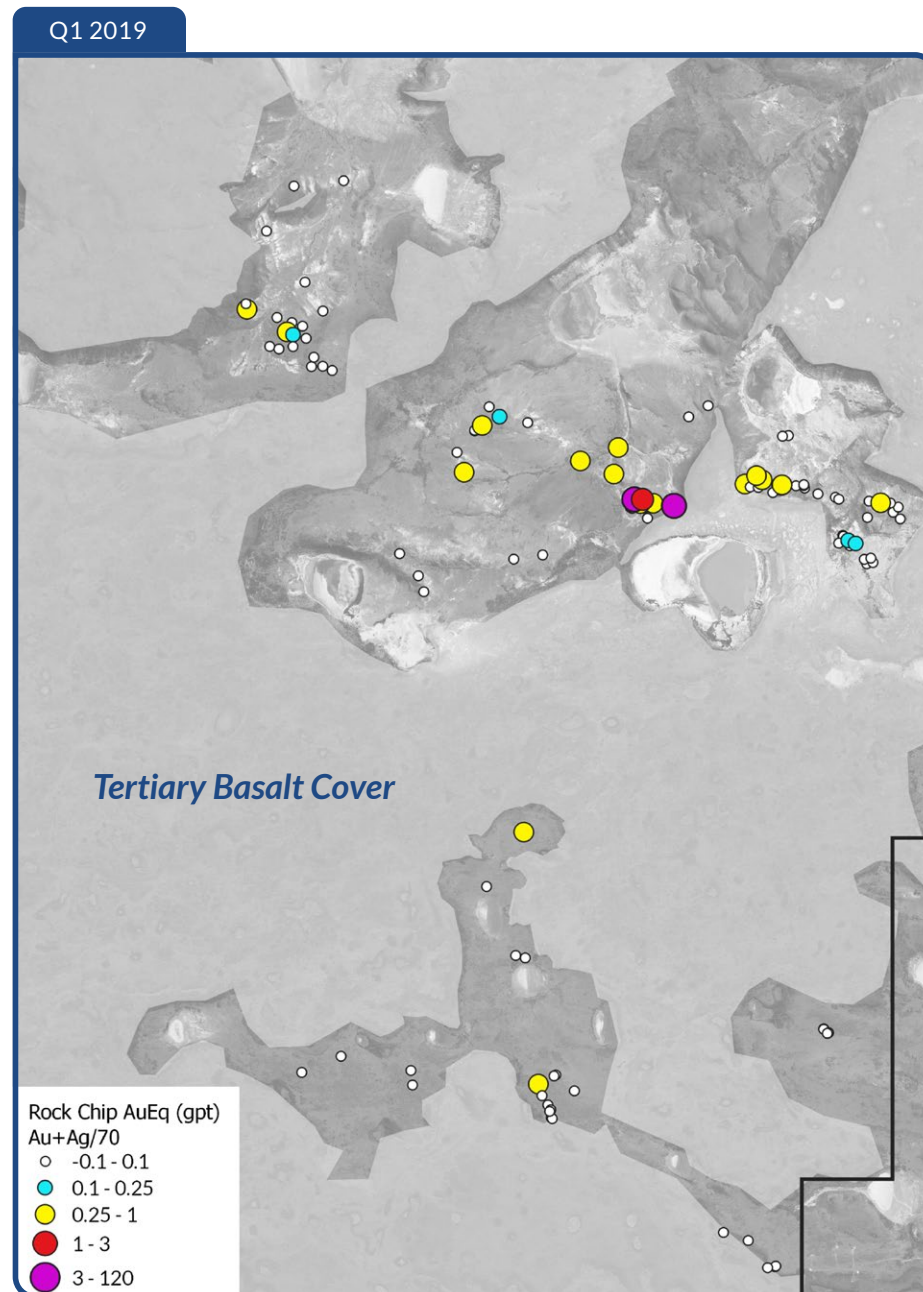 Q1 2019
Tertiary Basalt Cover
Rock Chip AuEq (gpt)
Au+Ag/70
-0.1 - 0.1
0.1 - 0.25
0.25 - 1
1 - 3
3 - 120